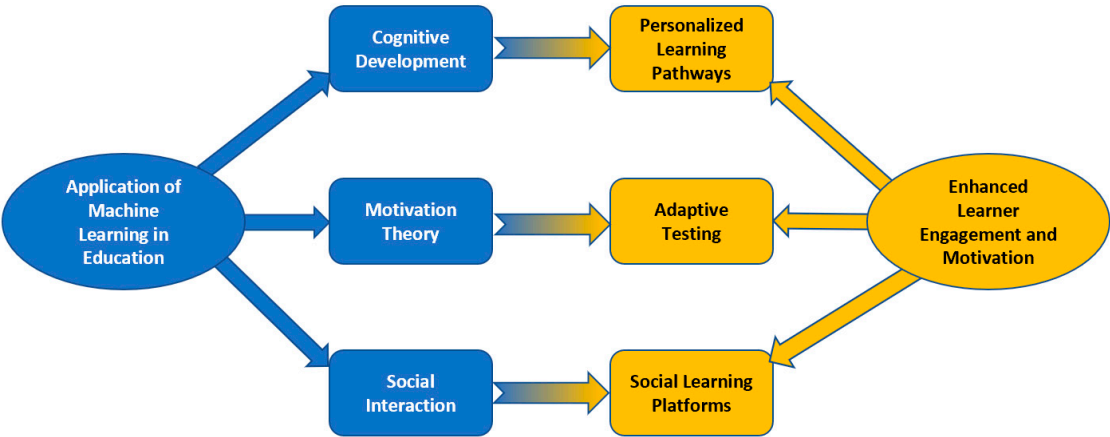 Cognitive
Development
Personalized
Learning
Pathways
Application of
Machine
Learning in
Education
Motivation
Theory
Adaptive
Testing
Enhanced
Learner
Engagement and
Motivation
Social
Interaction
Social Learning
Platforms